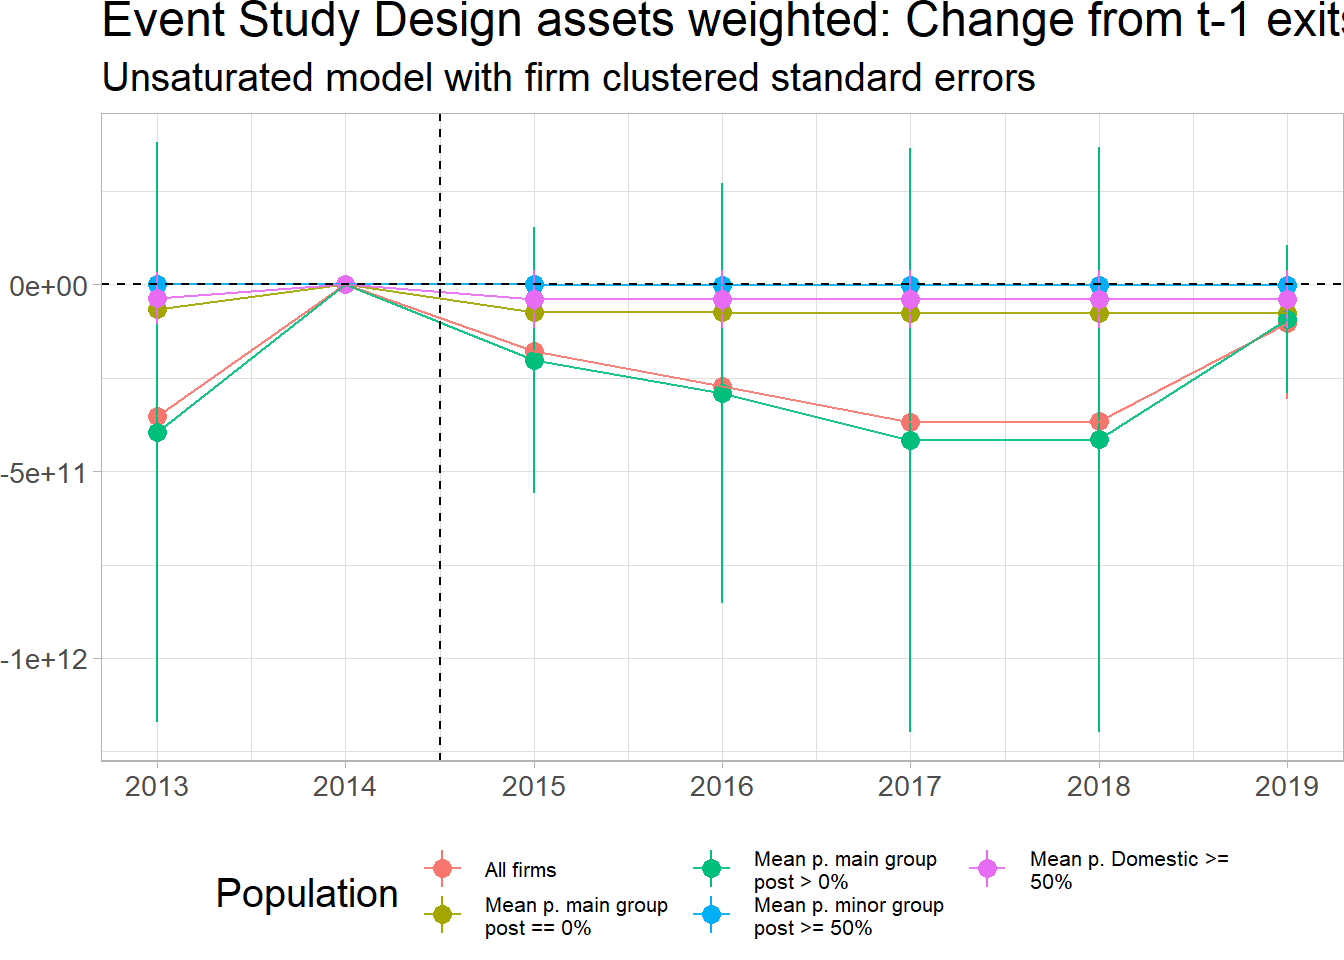 Event Study Design assets weighted: Change from t-1 exits
Unsaturated model with firm clustered standard errors
0e+00
-5e+11
-1e+12
2013 2014 2015 2016 2017 2018 2019
Population
All firms
Mean p. main group
post == 0%
Mean p. main group
post > 0%
Mean p. minor group
post >= 50%
Mean p. Domestic >=
50%